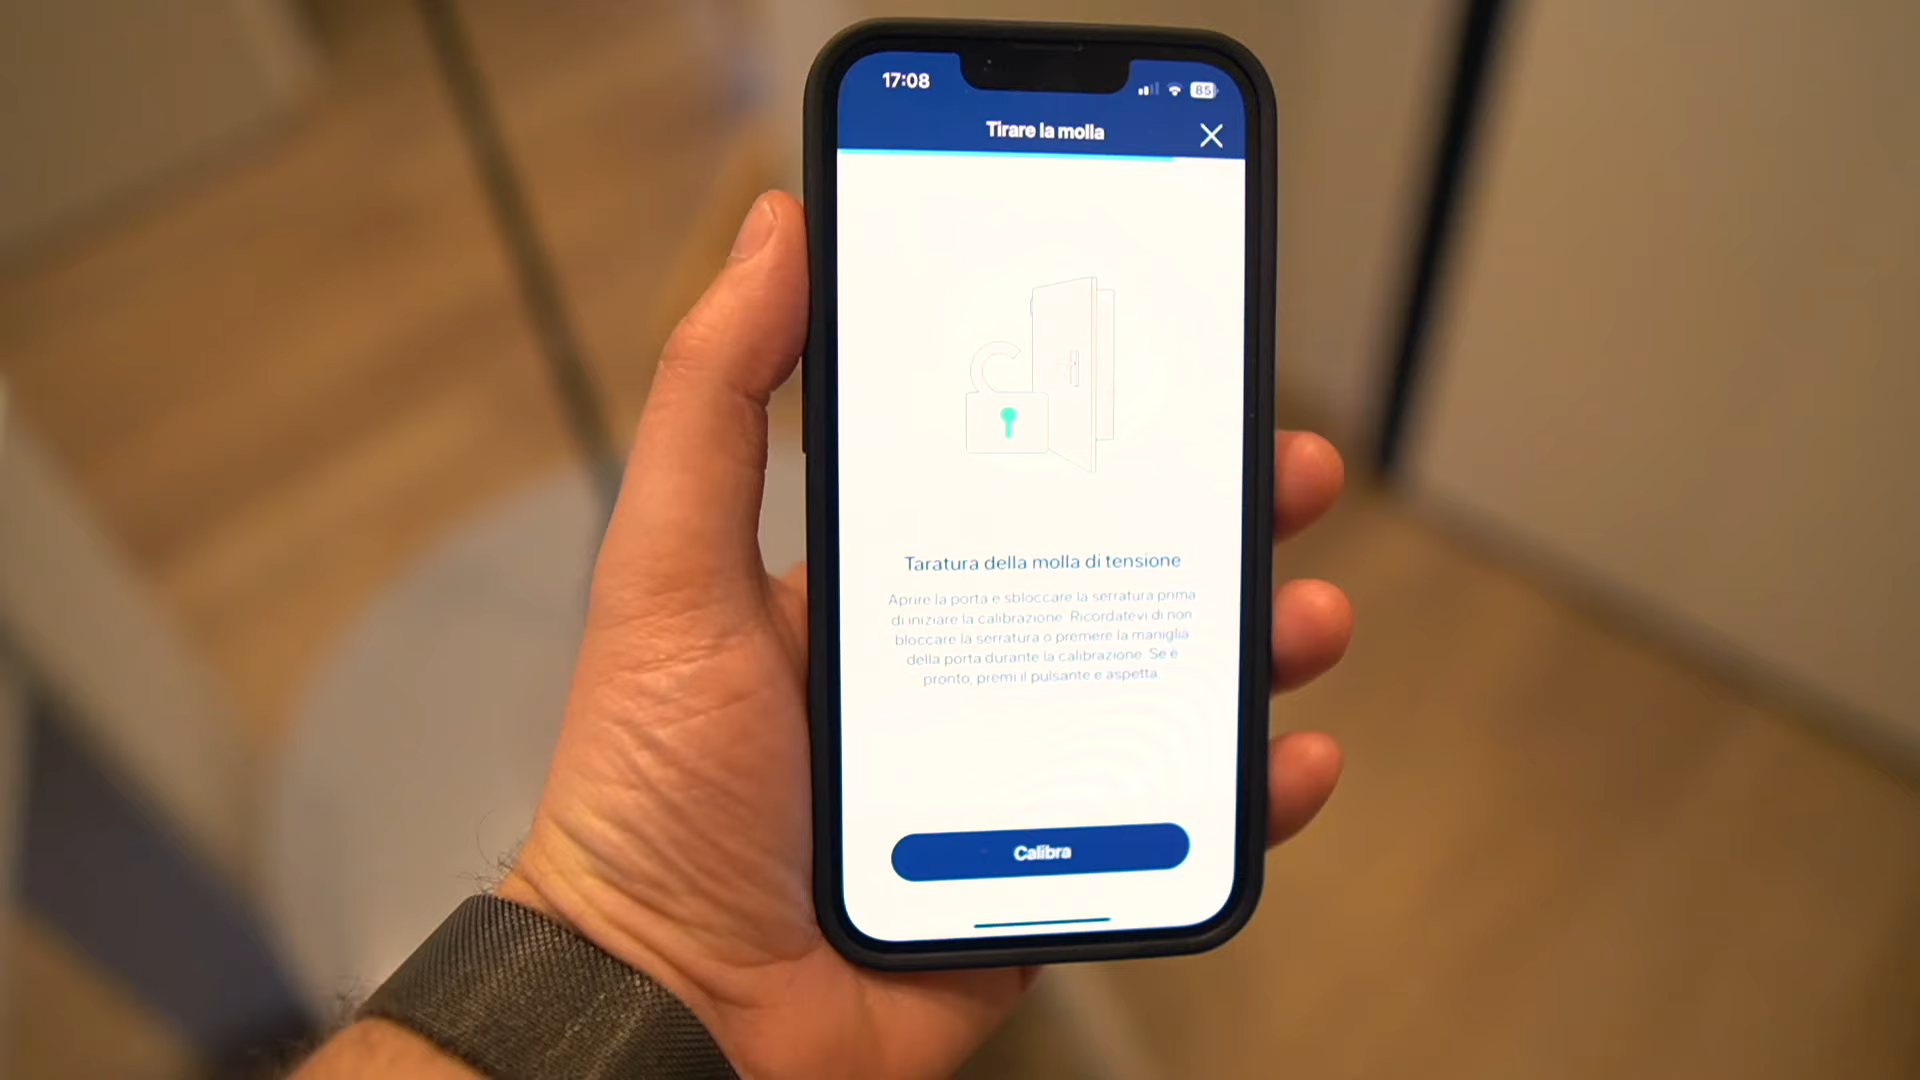 17:08
85
Tirare la molla
Taratura della molla di tensione
Aprire la porta e sbloccare la serratura prima
di iniziare la calibrazione. Ricordatevi di non
bloccare la serratura o premere la maniglia
della porta durante la calibrazione. Se è
pronto, premi il pulsante e aspetta.
Calibra